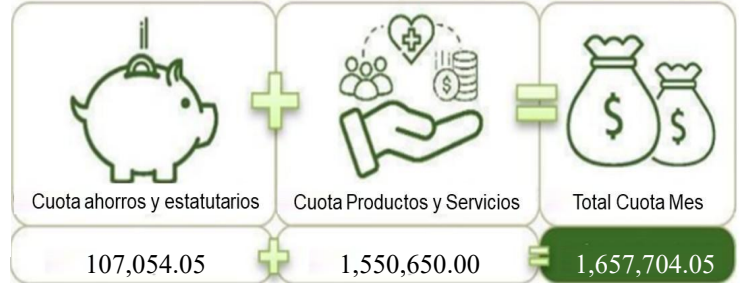 Cuota ahorros y estatutarios
Cuota Productos y Servicios
Total Cuota Mes
107,054.05
1,550,650.00
1,657,704.05